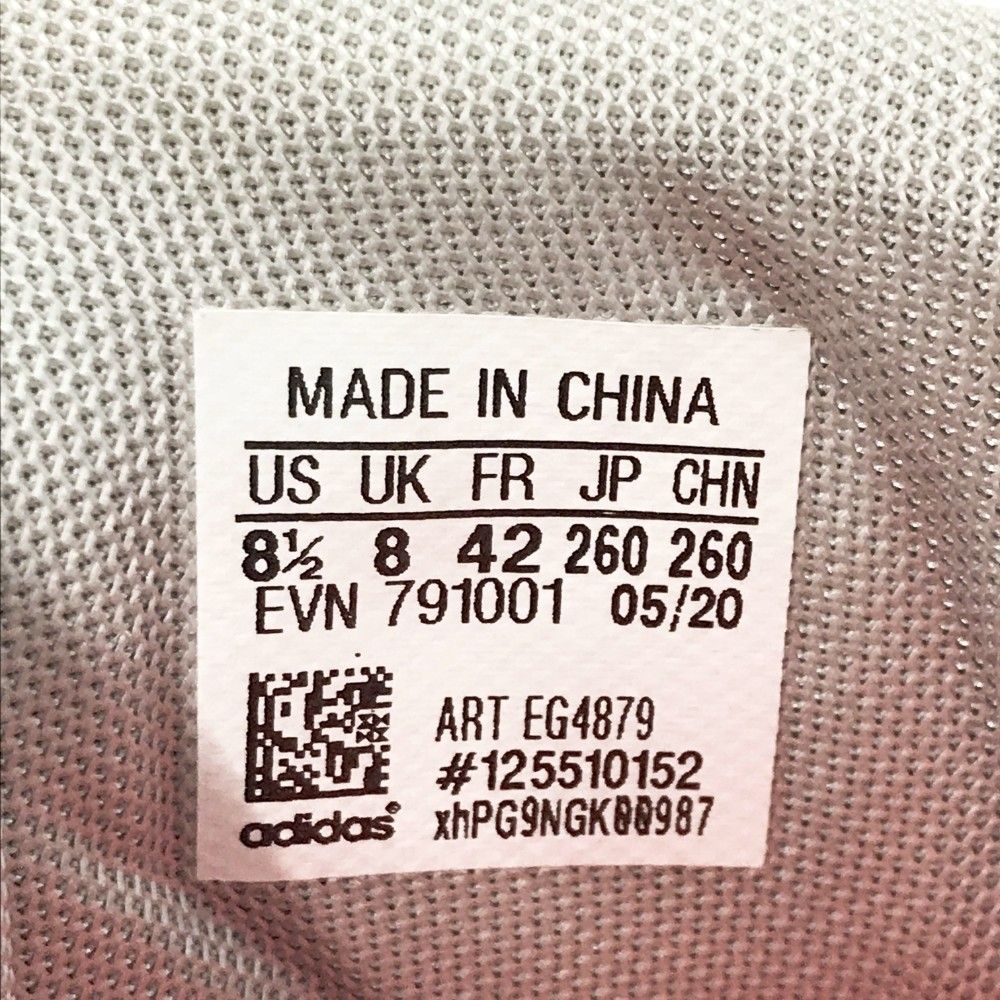 MADE IN CHINA
US UK FR JP CHN
8½ 8 42 260 260
EVN 791001 05/20
ART EG4879
#125510152
xhPG9NGK00987
adidas®